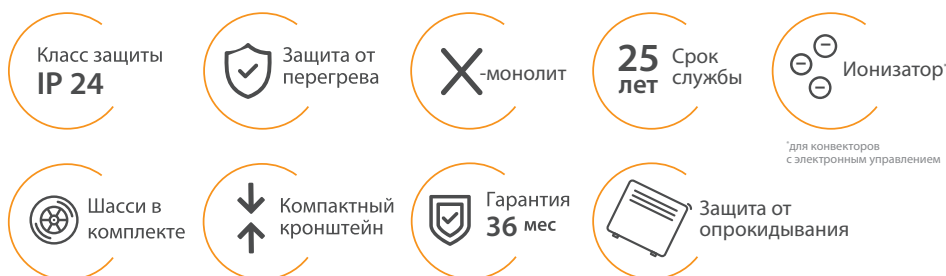 Класс защиты
IP 24
Защита от
перегрева
X-монолит
25 Срок
лет службы
Ионизатор*
*для конвекторов
с электронным управлением
Шасси в
комплекте
Компактный
кронштейн
Гарантия
36 мес
Защита от
опрокидывания